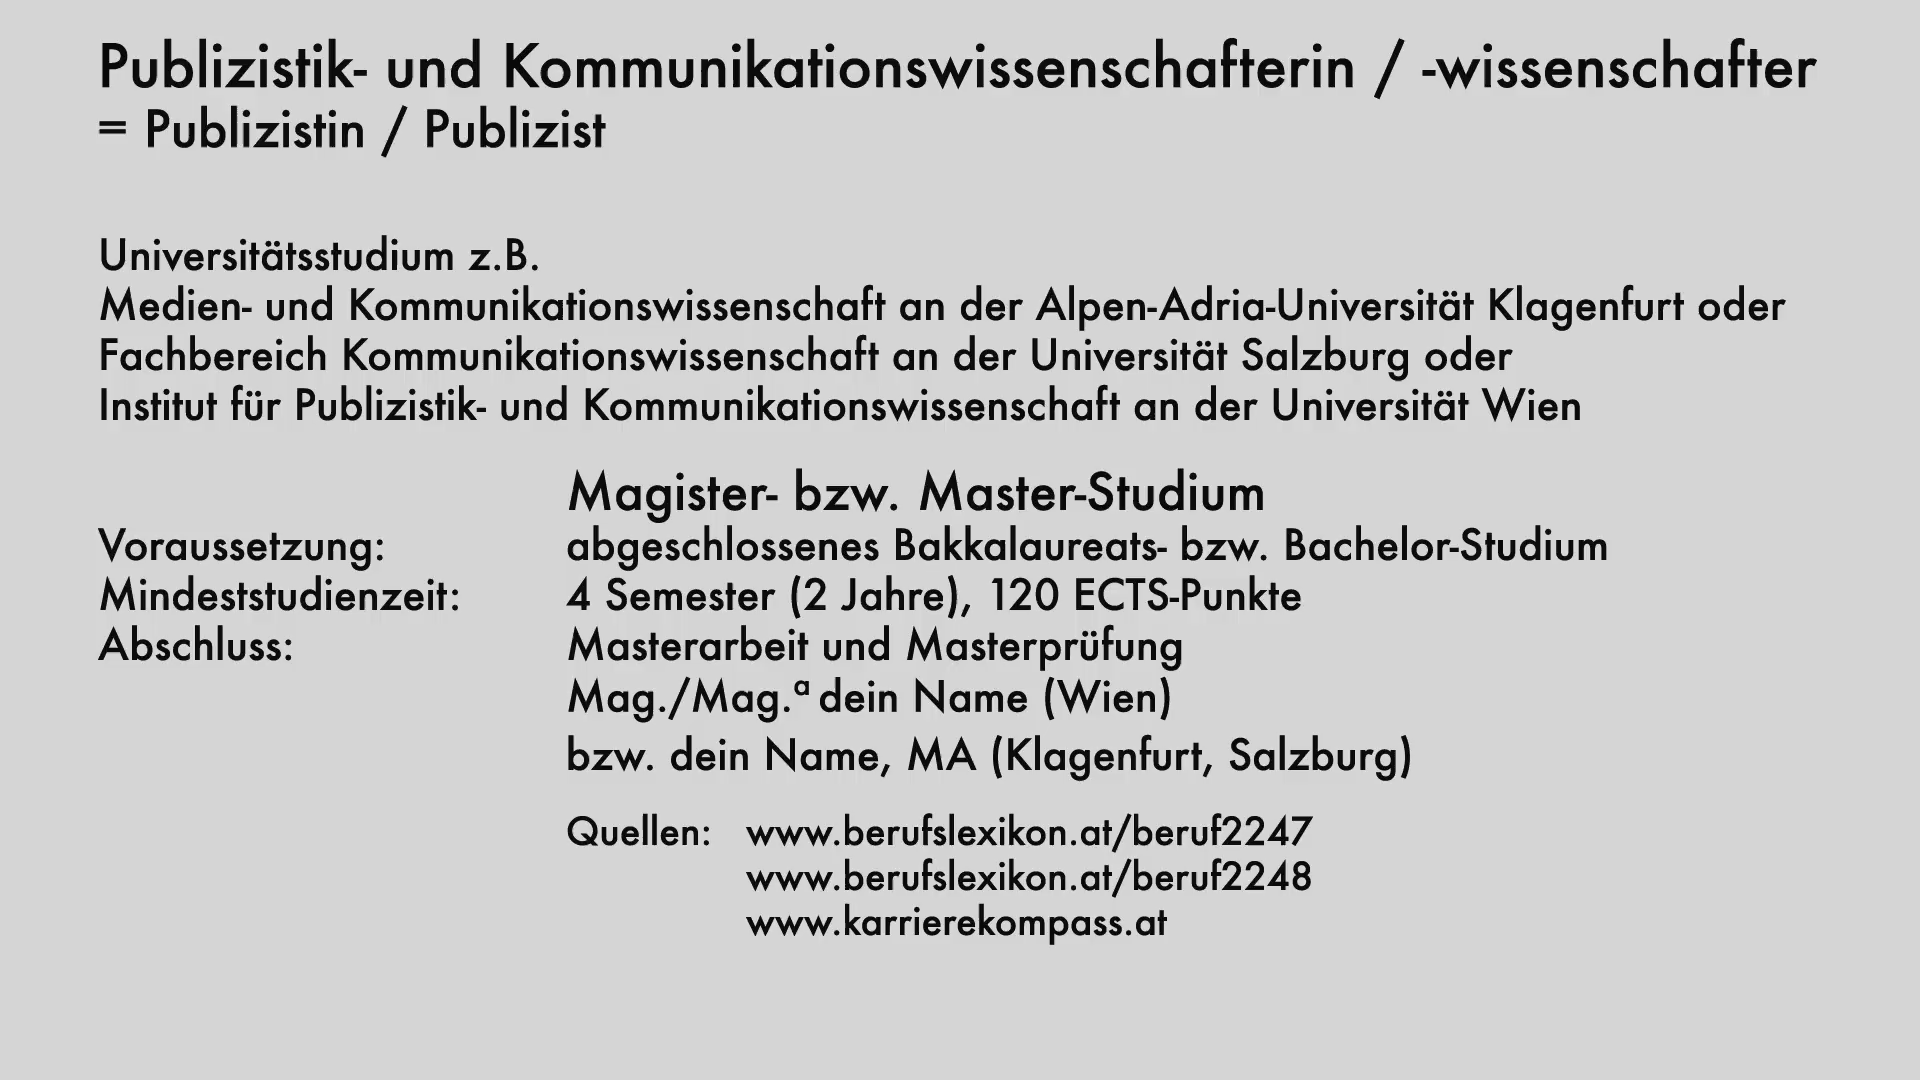 Publizistik- und Kommunikationswissenschafterin / -wissenschafter
= Publizistin / Publizist
Universitätsstudium z.B.
Medien- und Kommunikationswissenschaft an der Alpen-Adria-Universität Klagenfurt oder
Fachbereich Kommunikationswissenschaft an der Universität Salzburg oder
Institut für Publizistik- und Kommunikationswissenschaft an der Universität Wien
Magister- bzw. Master-Studium
Voraussetzung: abgeschlossenes Bakkalaureats- bzw. Bachelor-Studium
Mindeststudienzeit: 4 Semester (2 Jahre), 120 ECTS-Punkte
Abschluss: Masterarbeit und Masterprüfung
Mag./Mag.ª dein Name (Wien)
bzw. dein Name, MA (Klagenfurt, Salzburg)
Quellen: www.berufslexikon.at/beruf2247
www.berufslexikon.at/beruf2248
www.karrierekompass.at